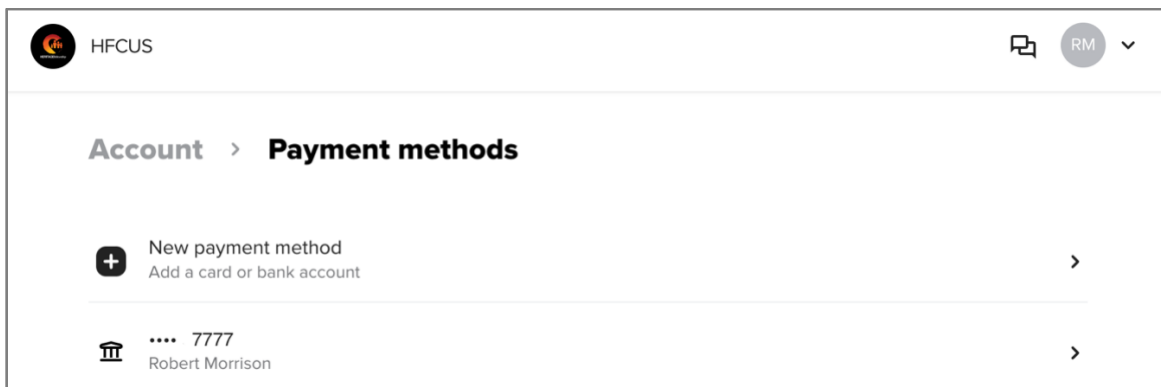 HFCUS
RM
Account > Payment methods
New payment method
Add a card or bank account
•••• 7777
Robert Morrison